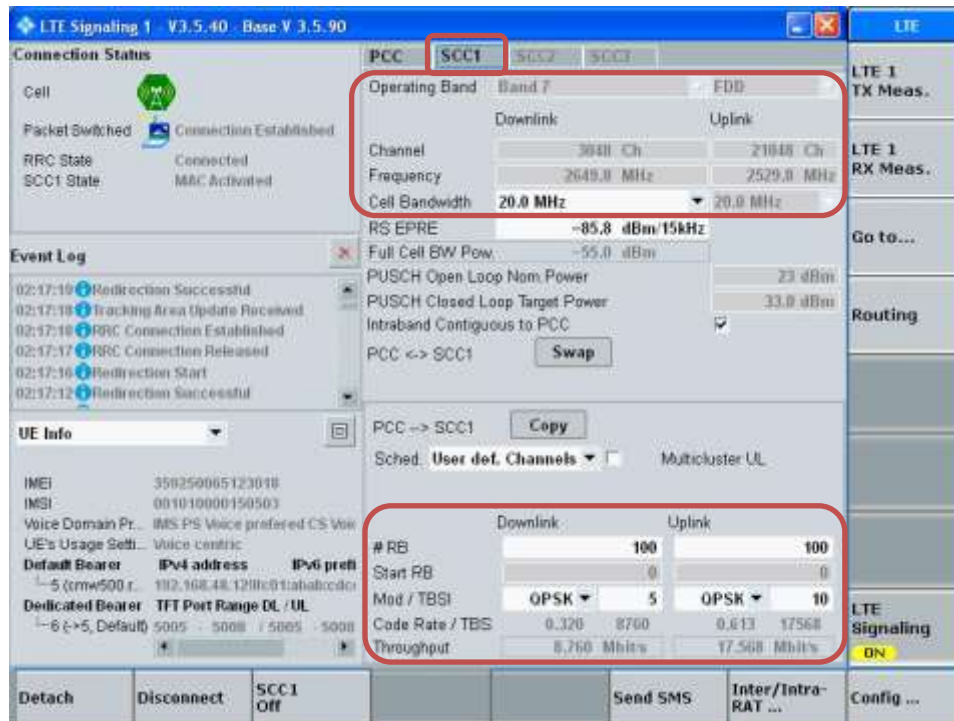 LTE Signaling 1 - V3.5.40 - Base V 3.5.90
LTE
Connection Status
Cell
Packet Switched Connection Established
RRC State Connected
SCC1 State MAC Activated
Event Log
02:17:19 Redirection Successful
02:17:18 Tracking Area Update Received
02:17:18 RRC Connection Established
02:17:17 RRC Connection Released
02:17:16 Redirection Start
02:17:12 Redirection Successful
UE Info
IMEI
IMSI 001010000150503
Voice Domain Pr... IMS PS Voice prefered CS Voi
UE's Usage Setti... Voice centric
Default Bearer IPv4 address IPv6 prefi
5 (cmw500.r...
Dedicated Bearer TFT Port Range DL / UL
6 (->5, Default) 5005 - 5008 / 5005 - 5008
PCC SCC1 SCC2 SCC3
Operating Band Band 7 FDD
Downlink Uplink
Channel Ch Ch
Frequency 2649.8 MHz 2529.8 MHz
Cell Bandwidth 20.0 MHz 20.0 MHz
RS EPRE -85.8 dBm/15kHz
Full Cell BW Pow. -55.0 dBm
PUSCH Open Loop Nom.Power 23 dBm
PUSCH Closed Loop Target Power 33.0 dBm
Intraband Contiguous to PCC
PCC <-> SCC1 Swap
PCC --> SCC1 Copy
Sched. User def. Channels Multicluster UL
Downlink Uplink
# RB 100 100
Start RB 0 0
Mod / TBSI QPSK 5 QPSK 10
Code Rate / TBS 0.320 8760 0.613 17568
Throughput 8.760 Mbit/s 17.568 Mbit/s
LTE 1
TX Meas.
LTE 1
RX Meas.
Go to...
Routing
LTE
Signaling
ON
Detach Disconnect SCC1 Off Send SMS Inter/Intra-RAT ... Config ...